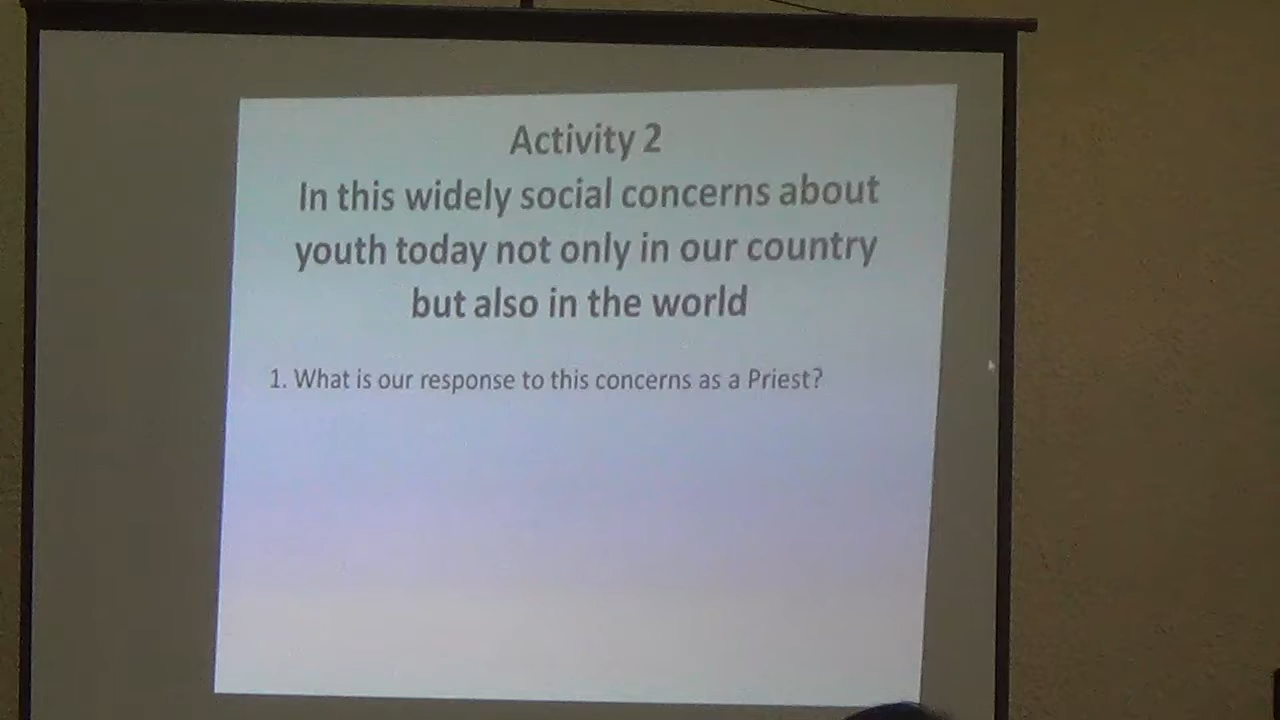 Activity 2
In this widely social concerns about
youth today not only in our country
but also in the world
1. What is our response to this concerns as a Priest?